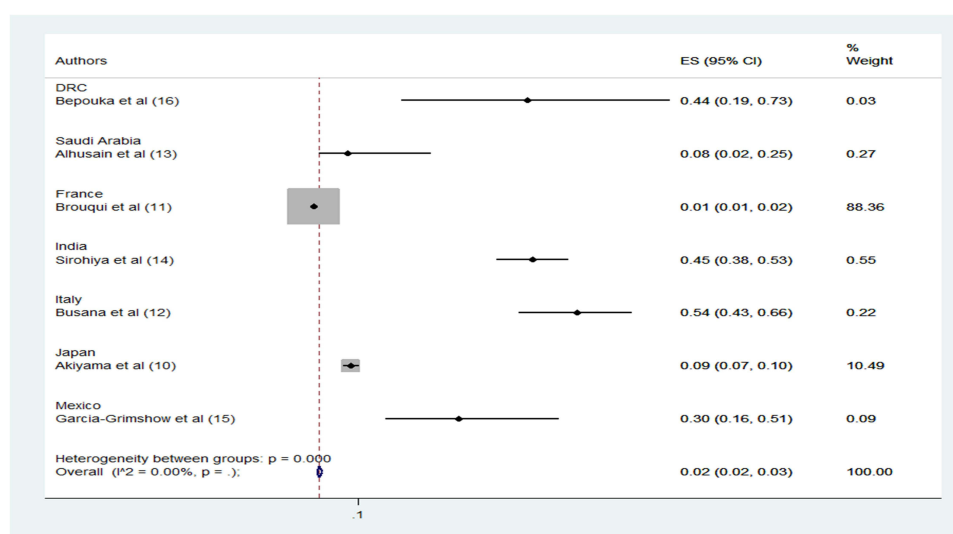 Authors ES (95% CI) % Weight
DRC
Bepouka et al (16) 0.44 (0.19, 0.73) 0.03
Saudi Arabia
Alhusain et al (13) 0.08 (0.02, 0.25) 0.27
France
Brouqui et al (11) 0.01 (0.01, 0.02) 88.36
India
Sirohiya et al (14) 0.45 (0.38, 0.53) 0.55
Italy
Busana et al (12) 0.54 (0.43, 0.66) 0.22
Japan
Akiyama et al (10) 0.09 (0.07, 0.10) 10.49
Mexico
Garcia-Grimshow et al (15) 0.30 (0.16, 0.51) 0.09
Heterogeneity between groups: p = 0.000
Overall (I^2 = 0.00%, p = .); 0.02 (0.02, 0.03) 100.00
.1